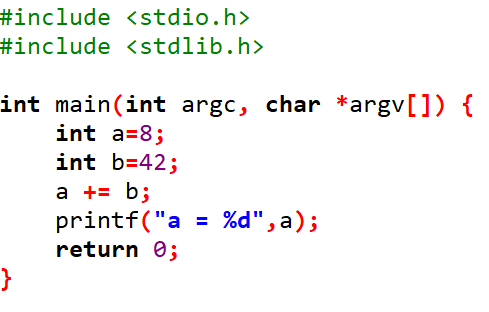 #include <stdio.h>
#include <stdlib.h>

int main(int argc, char *argv[]) {
    int a=8;
    int b=42;
    a += b;
    printf("a = %d",a);
    return 0;
}